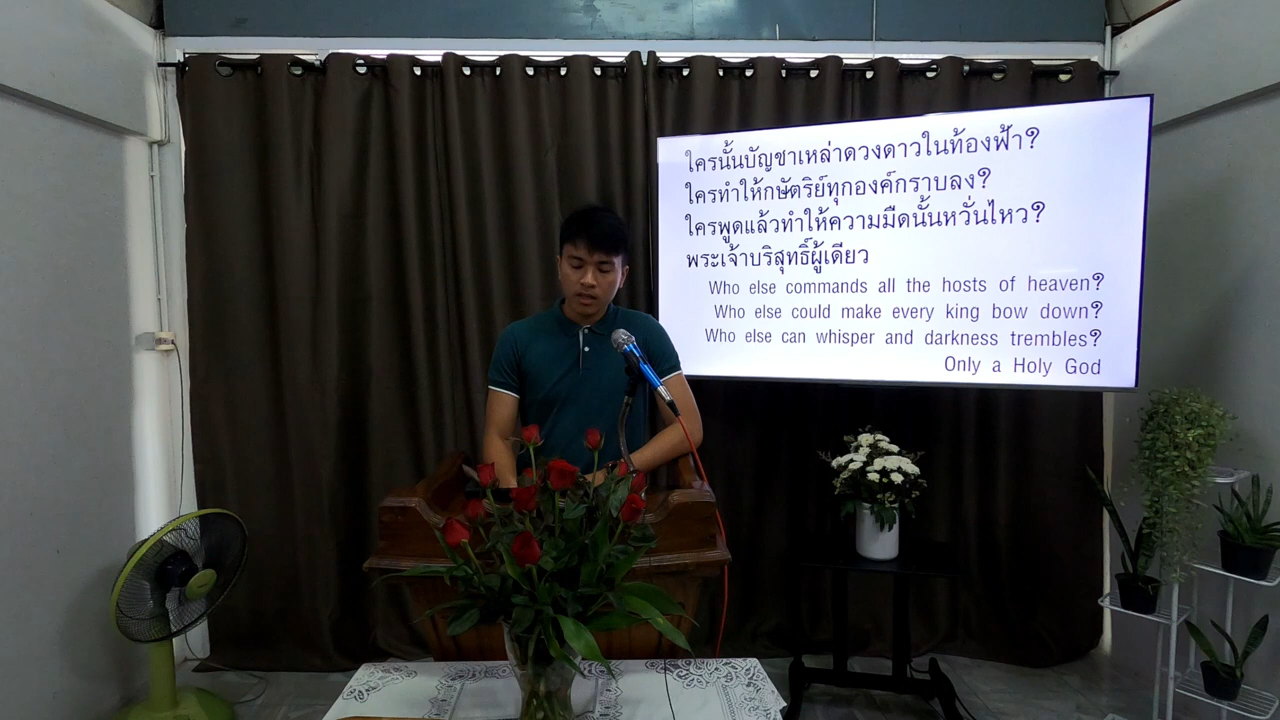 ใครนั้นบัญชาเหล่าดวงดาวในท้องฟ้า?
ใครทำให้กษัตริย์ทุกองค์กราบลง?
ใครพูดแล้วทำให้ความมืดนั้นหวั่นไหว?
พระเจ้าบริสุทธิ์ผู้เดียว
Who else commands all the hosts of heaven?
Who else could make every king bow down?
Who else can whisper and darkness trembles?
Only a Holy God